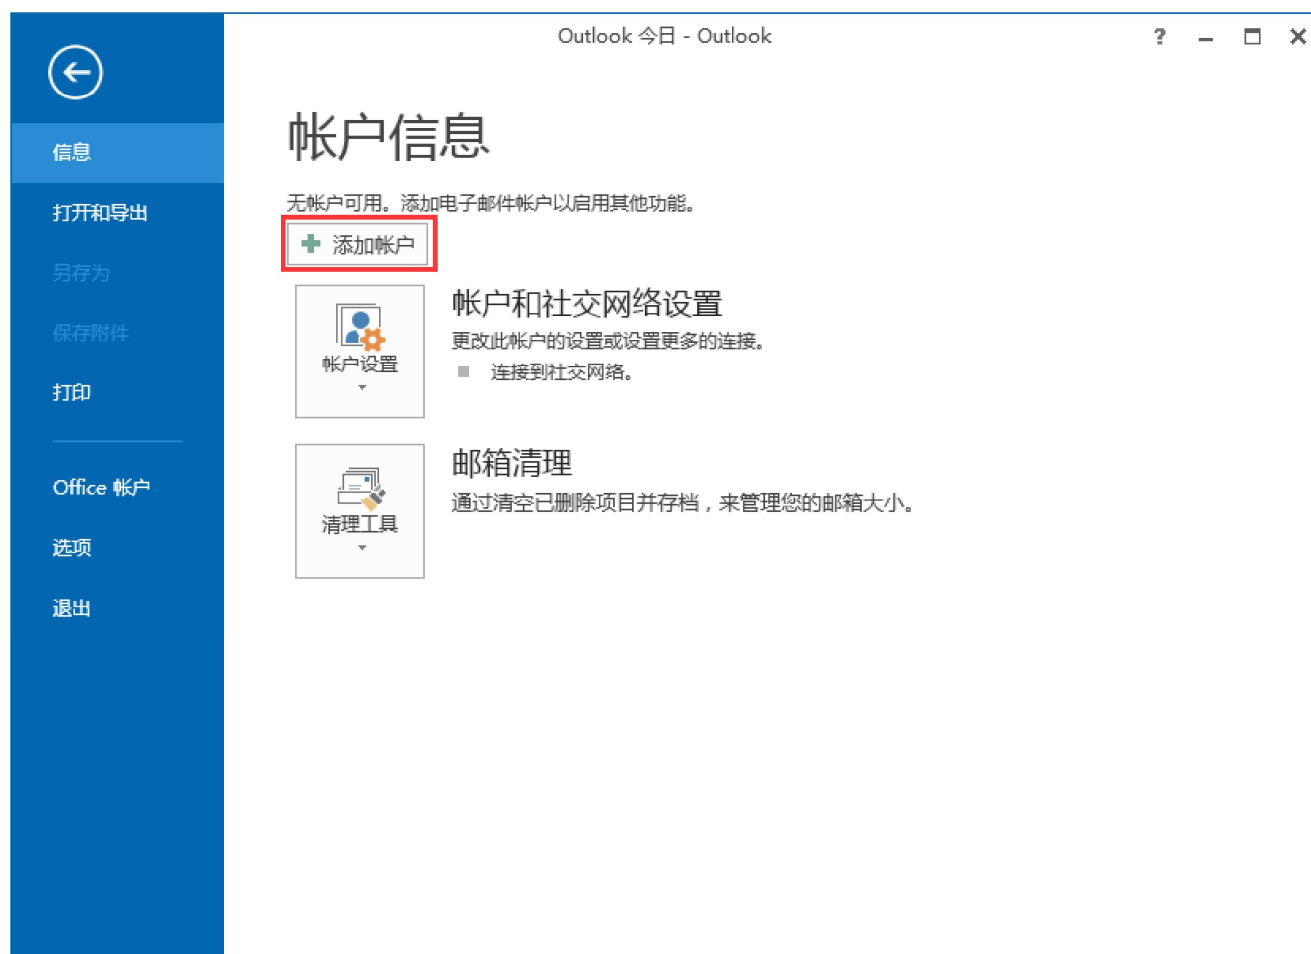 Outlook 今日 - Outlook
?
信息
打开和导出
另存为
保存附件
打印
Office 帐户
选项
退出
帐户信息
无帐户可用。添加电子邮件帐户以启用其他功能。
添加帐户
帐户设置
帐户和社交网络设置
更改此帐户的设置或设置更多的连接。
连接到社交网络。
清理工具
邮箱清理
通过清空已删除项目并存档，来管理您的邮箱大小。